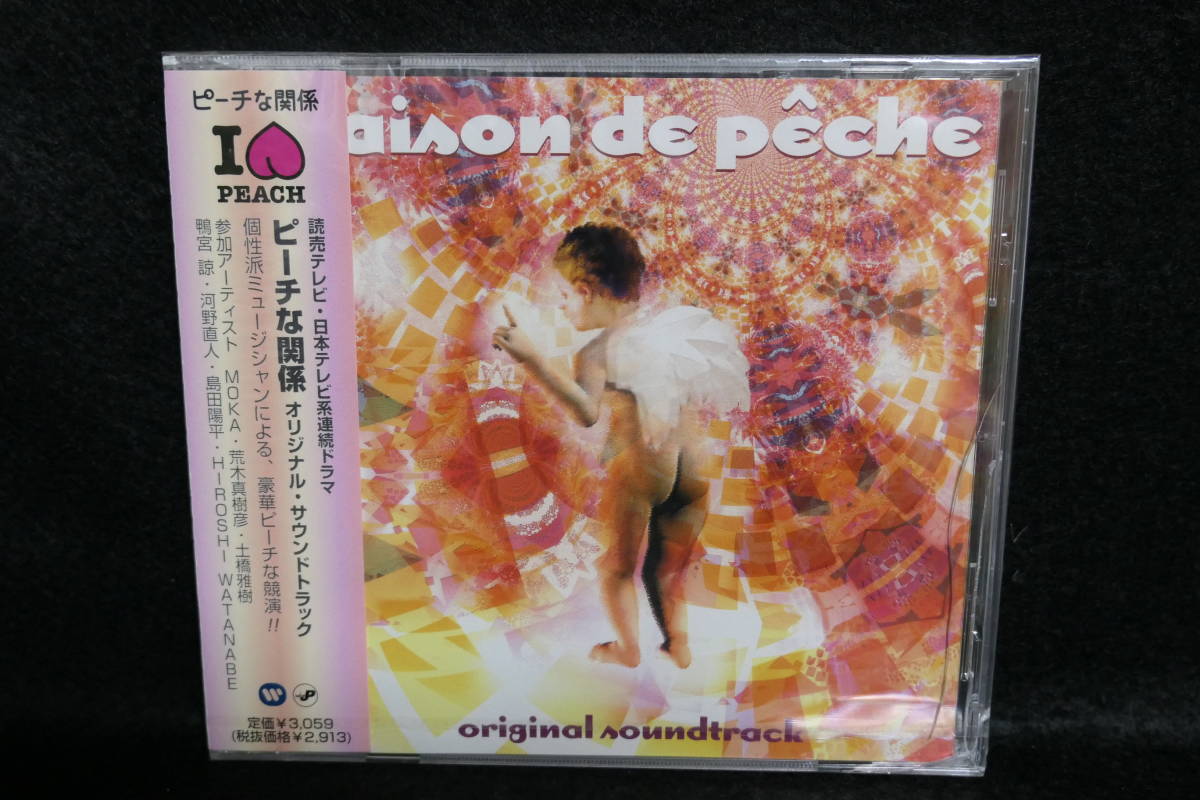 ピーチな関係
I
PEACH
読売テレビ・日本テレビ系連続ドラマ
ピーチな関係 オリジナル・サウンドトラック
個性派ミュージシャンによる、豪華ピーチな競演!!
参加アーティスト MOKA・荒木真樹彦・土橋雅樹
鴨宮 諒・河野直人・島田陽平・HIROSHI WATANABE
定価¥3,059
(税抜価格¥2,913)
aison de pêche
original soundtrack